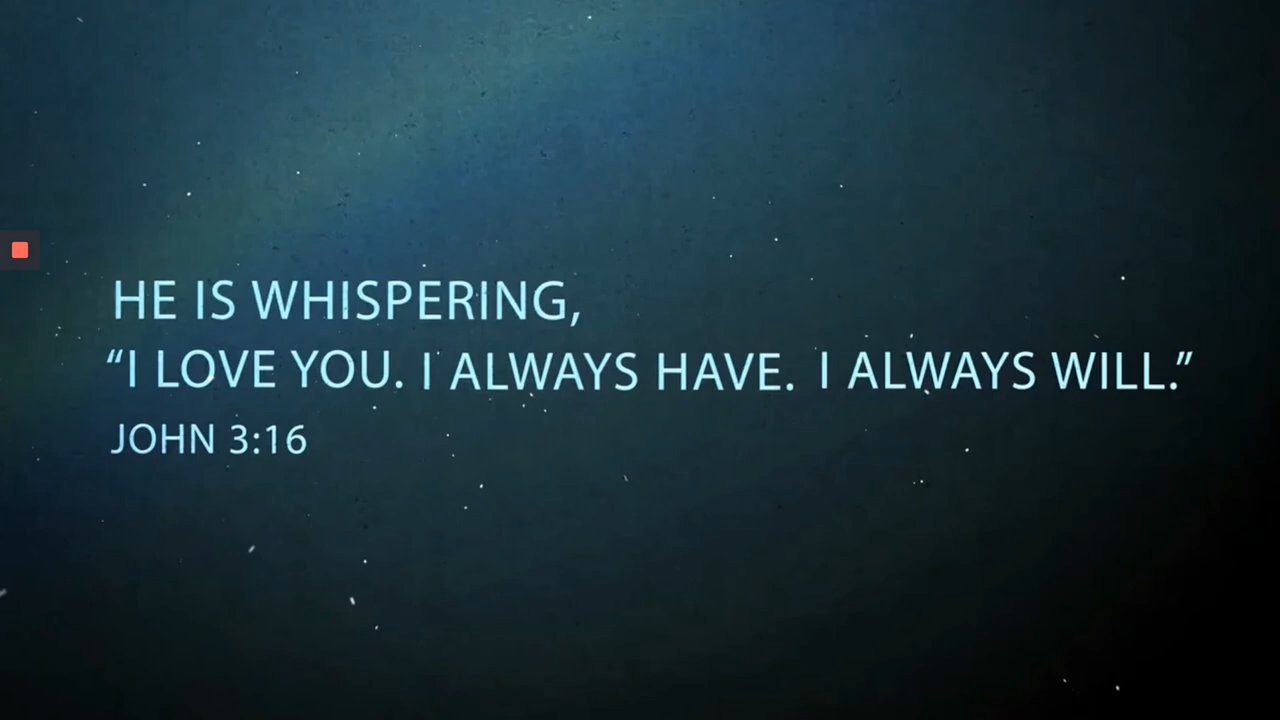 HE IS WHISPERING,
“I LOVE YOU. I ALWAYS HAVE. I ALWAYS WILL.”
JOHN 3:16